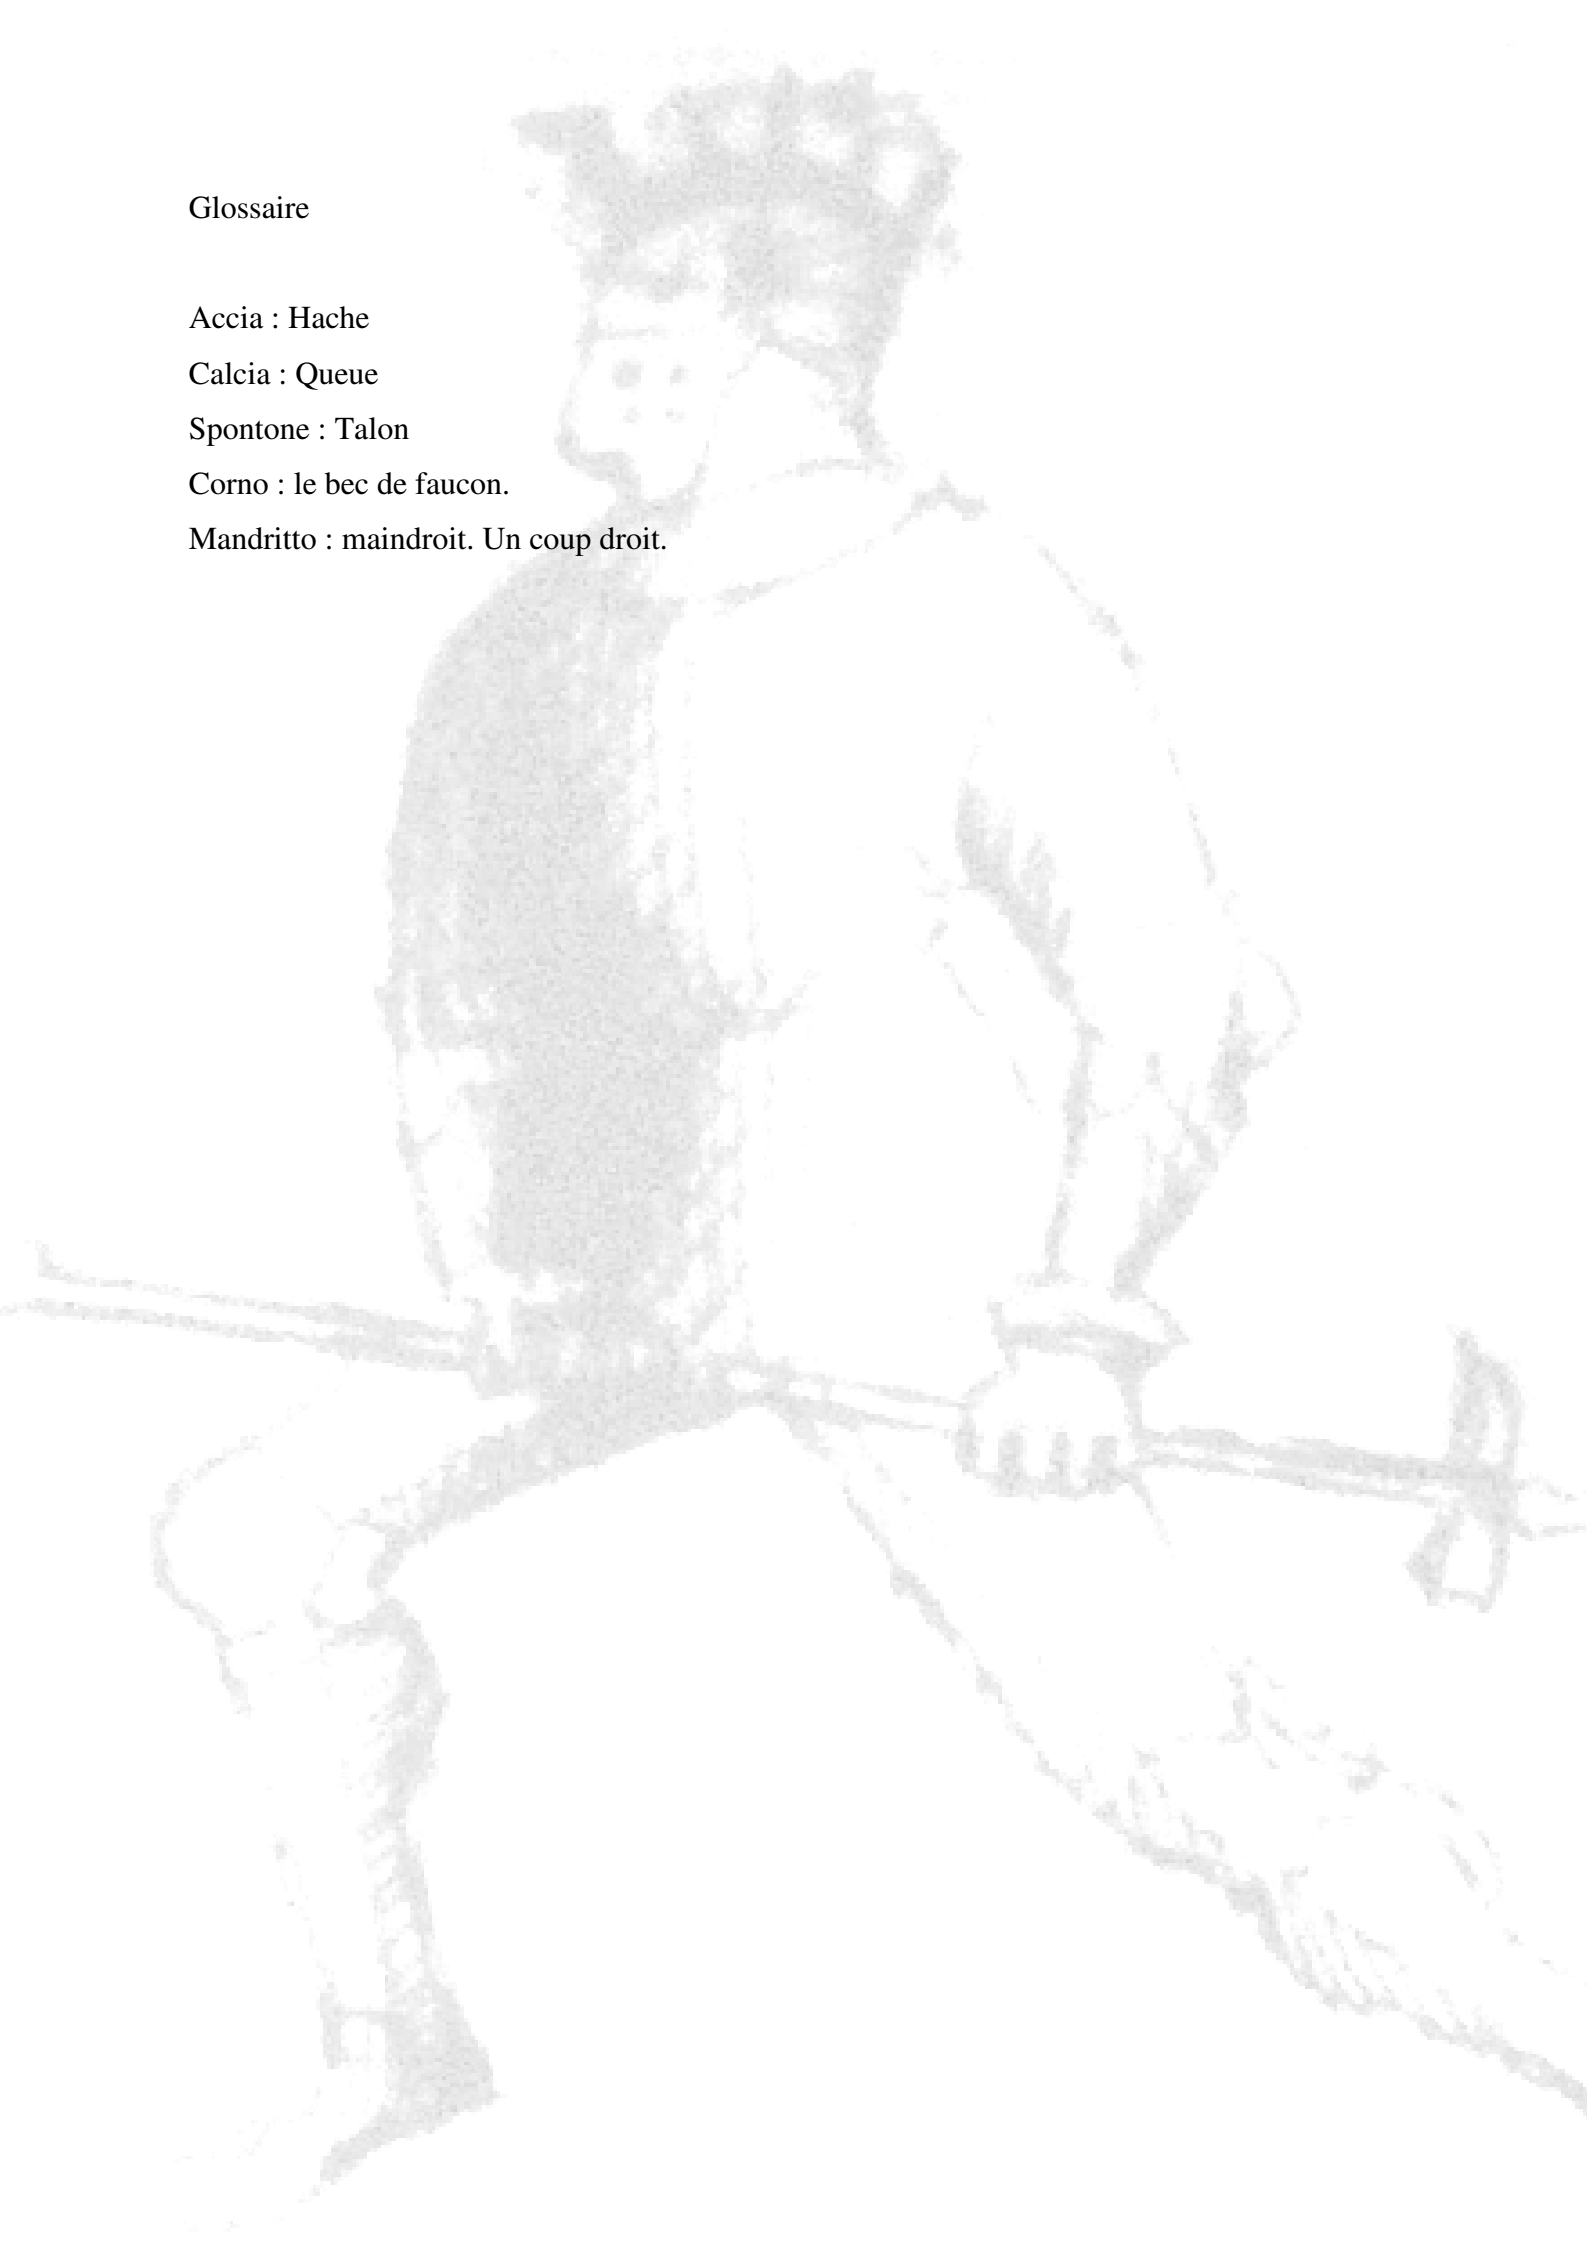 Glossaire
Accia : Hache
Calcia : Queue
Spontone : Talon
Corno : le bec de faucon.
Mandritto : maindroit. Un coup droit.